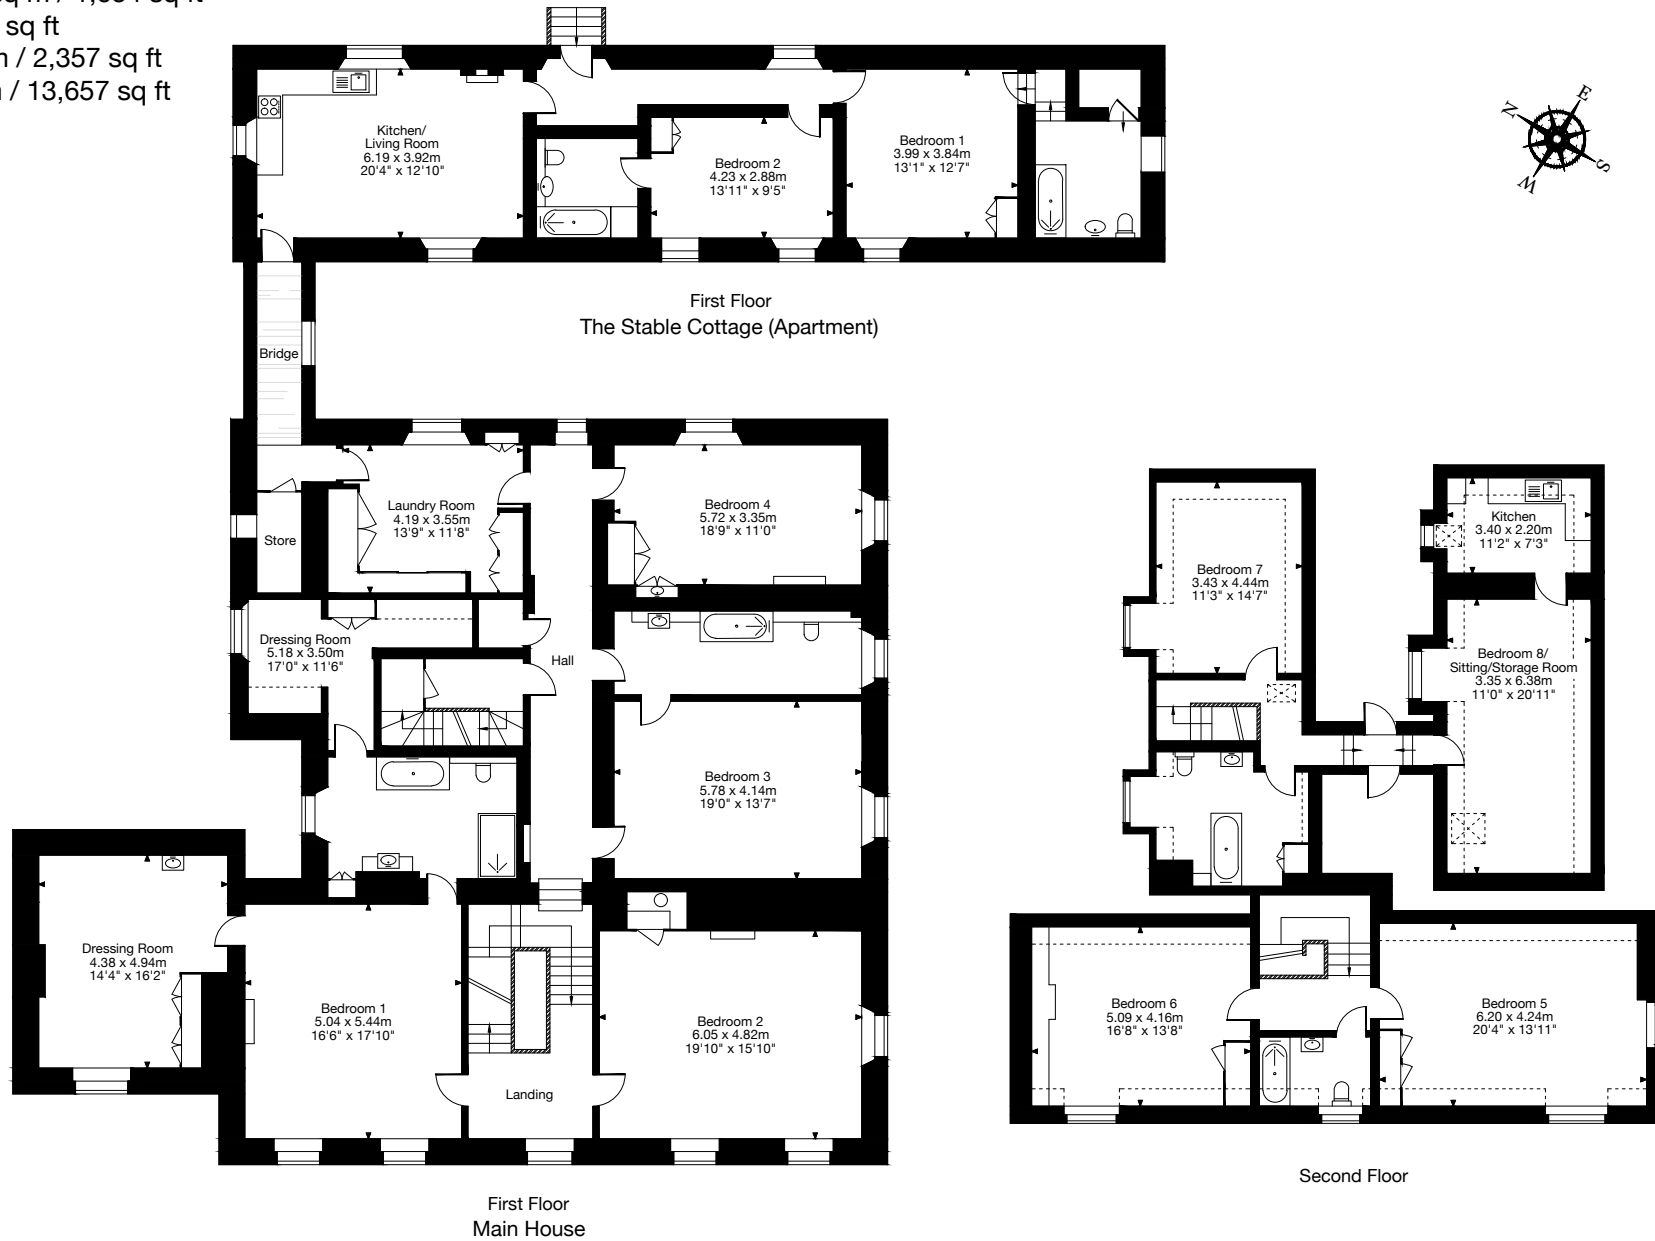 sq ft
/ 2,357 sq ft
/ 13,657 sq ft
N
E
S
W
Kitchen/
Living Room
6.19 x 3.92m
20'4" x 12'10"
Bedroom 2
4.23 x 2.88m
13'11" x 9'5"
Bedroom 1
3.99 x 3.84m
13'1" x 12'7"
First Floor
The Stable Cottage (Apartment)
Bridge
Laundry Room
4.19 x 3.55m
13'9" x 11'8"
Store
Bedroom 4
5.72 x 3.35m
18'9" x 11'0"
Dressing Room
5.18 x 3.50m
17'0" x 11'6"
Hall
Bedroom 3
5.78 x 4.14m
19'0" x 13'7"
Dressing Room
4.38 x 4.94m
14'4" x 16'2"
Bedroom 1
5.04 x 5.44m
16'6" x 17'10"
Bedroom 2
6.05 x 4.82m
19'10" x 15'10"
Landing
First Floor
Main House
Bedroom 7
3.43 x 4.44m
11'3" x 14'7"
Kitchen
3.40 x 2.20m
11'2" x 7'3"
Bedroom 8/
Sitting/Storage Room
3.35 x 6.38m
11'0" x 20'11"
Bedroom 6
5.09 x 4.16m
16'8" x 13'8"
Bedroom 5
6.20 x 4.24m
20'4" x 13'11"
Second Floor